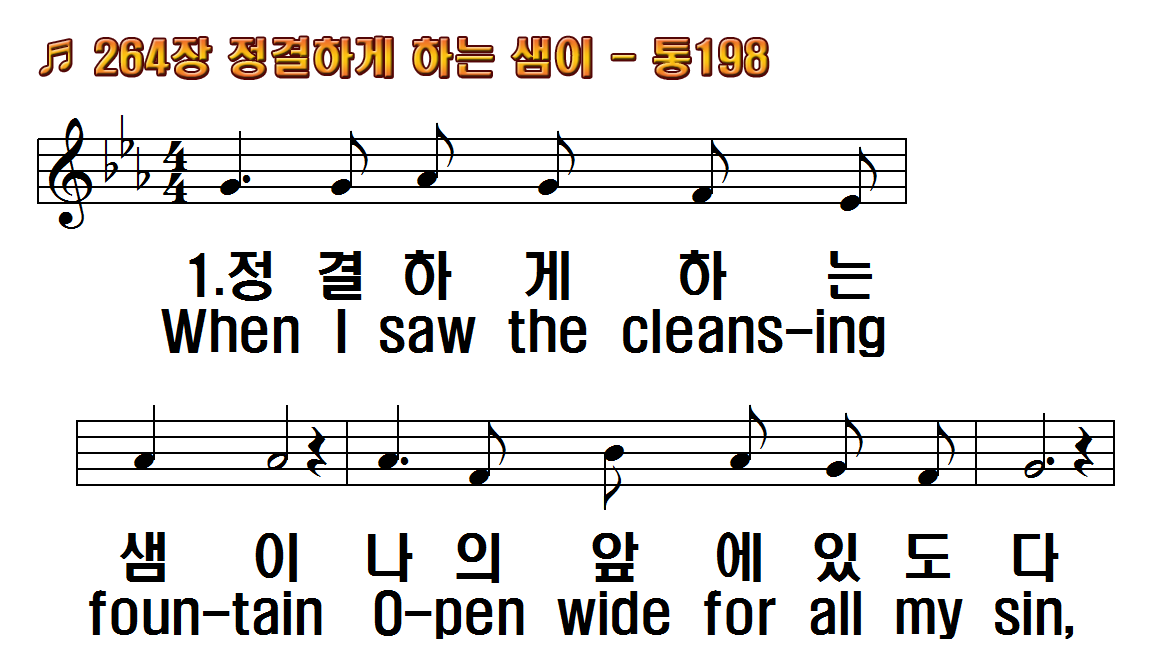 ♬ 264장 정결하게 하는 샘이 - 통198
1.정 결 하 게 하 는
When I saw the cleans-ing
샘 이 나 의 앞 에 있 도 다
foun-tain O-pen wide for all my sin,